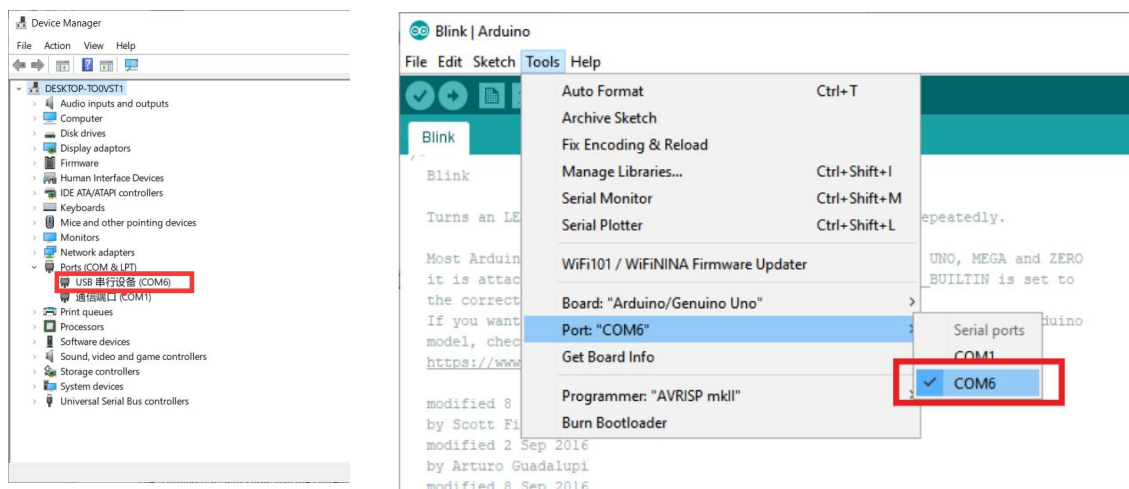 Device Manager
File Action View Help
DESKTOP-TO0VST1
Audio inputs and outputs
Computer
Disk drives
Display adaptors
Firmware
Human Interface Devices
IDE ATA/ATAPI controllers
Keyboards
Mice and other pointing devices
Monitors
Network adapters
Ports (COM & LPT)
USB 串行设备 (COM6)
通信端口 (COM1)
Print queues
Processors
Software devices
Sound, video and game controllers
Storage controllers
System devices
Universal Serial Bus controllers
Blink | Arduino
File Edit Sketch Tools Help
Blink
Auto Format Ctrl+T
Archive Sketch
Fix Encoding & Reload
Manage Libraries... Ctrl+Shift+I
Serial Monitor Ctrl+Shift+M
Serial Plotter Ctrl+Shift+L
WiFi101 / WiFiNINA Firmware Updater
Board: "Arduino/Genuino Uno"
Port: "COM6"
Get Board Info
Programmer: "AVRISP mkII"
Burn Bootloader
Serial ports
COM1
COM6
Blink
Turns an LE epeatedly.
Most Arduin UNO, MEGA and ZERO
it is attac _BUILTIN is set to
the correct
If you want duino
model, chec
https://www
modified 8
by Scott Fi
modified 2 Sep 2016
by Arturo Guadalupi
modified 8 Sep 2016